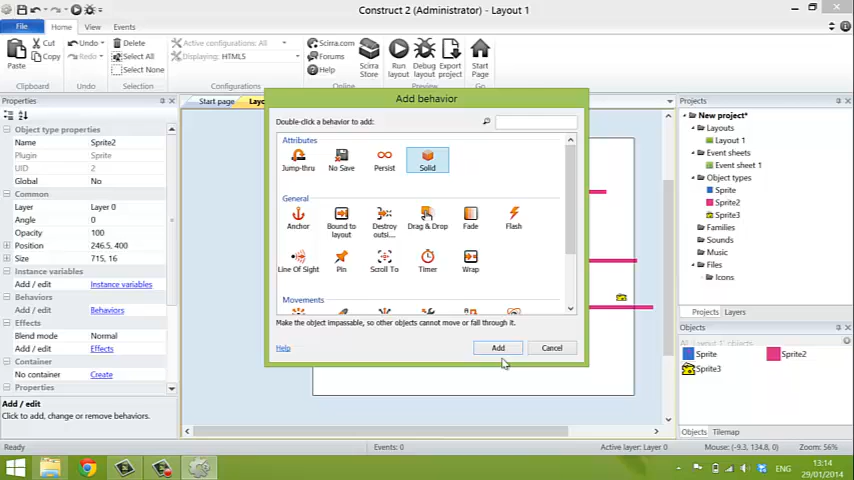 Construct 2 (Administrator) - Layout 1
File Home View Events
Cut
Copy
Paste
Clipboard
Undo
Redo
Undo
Delete
Select All
Select None
Selection
Active configurations: All
Displaying: HTML5
Configurations
Scirra.com
Forums
Help
Online
Scirra Store
Run layout
Debug layout
Export project
Start Page
Go
Properties
Object type properties
Name Sprite2
Plugin Sprite
UID 2
Global No
Common
Layer Layer 0
Angle 0
Opacity 100
Position 246.5, 400
Size 715, 16
Instance variables
Add / edit Instance variables
Behaviors
Add / edit Behaviors
Effects
Blend mode Normal
Add / edit Effects
Container
No container Create
Properties
Add / edit
Click to add, change or remove behaviors.
Start page
Add behavior
Double-click a behavior to add:
Attributes
Jump-thru No Save Persist Solid
General
Anchor Bound to layout Destroy outsi... Drag & Drop Fade Flash
Line Of Sight Pin Scroll To Timer Wrap
Movements
Make the object impassable, so other objects cannot move or fall through it.
Help Add Cancel
Projects
New project*
Layouts
Layout 1
Event sheets
Event sheet 1
Object types
Sprite
Sprite2
Sprite3
Families
Sounds
Music
Files
Icons
Projects Layers
Objects
Sprite Sprite2
Sprite3
Objects Tilemap
Ready Events: 0 Active layer: Layer 0 Mouse: (-9.3, 134.8, 0) Zoom: 56%
ENG
13:14
29/01/2014